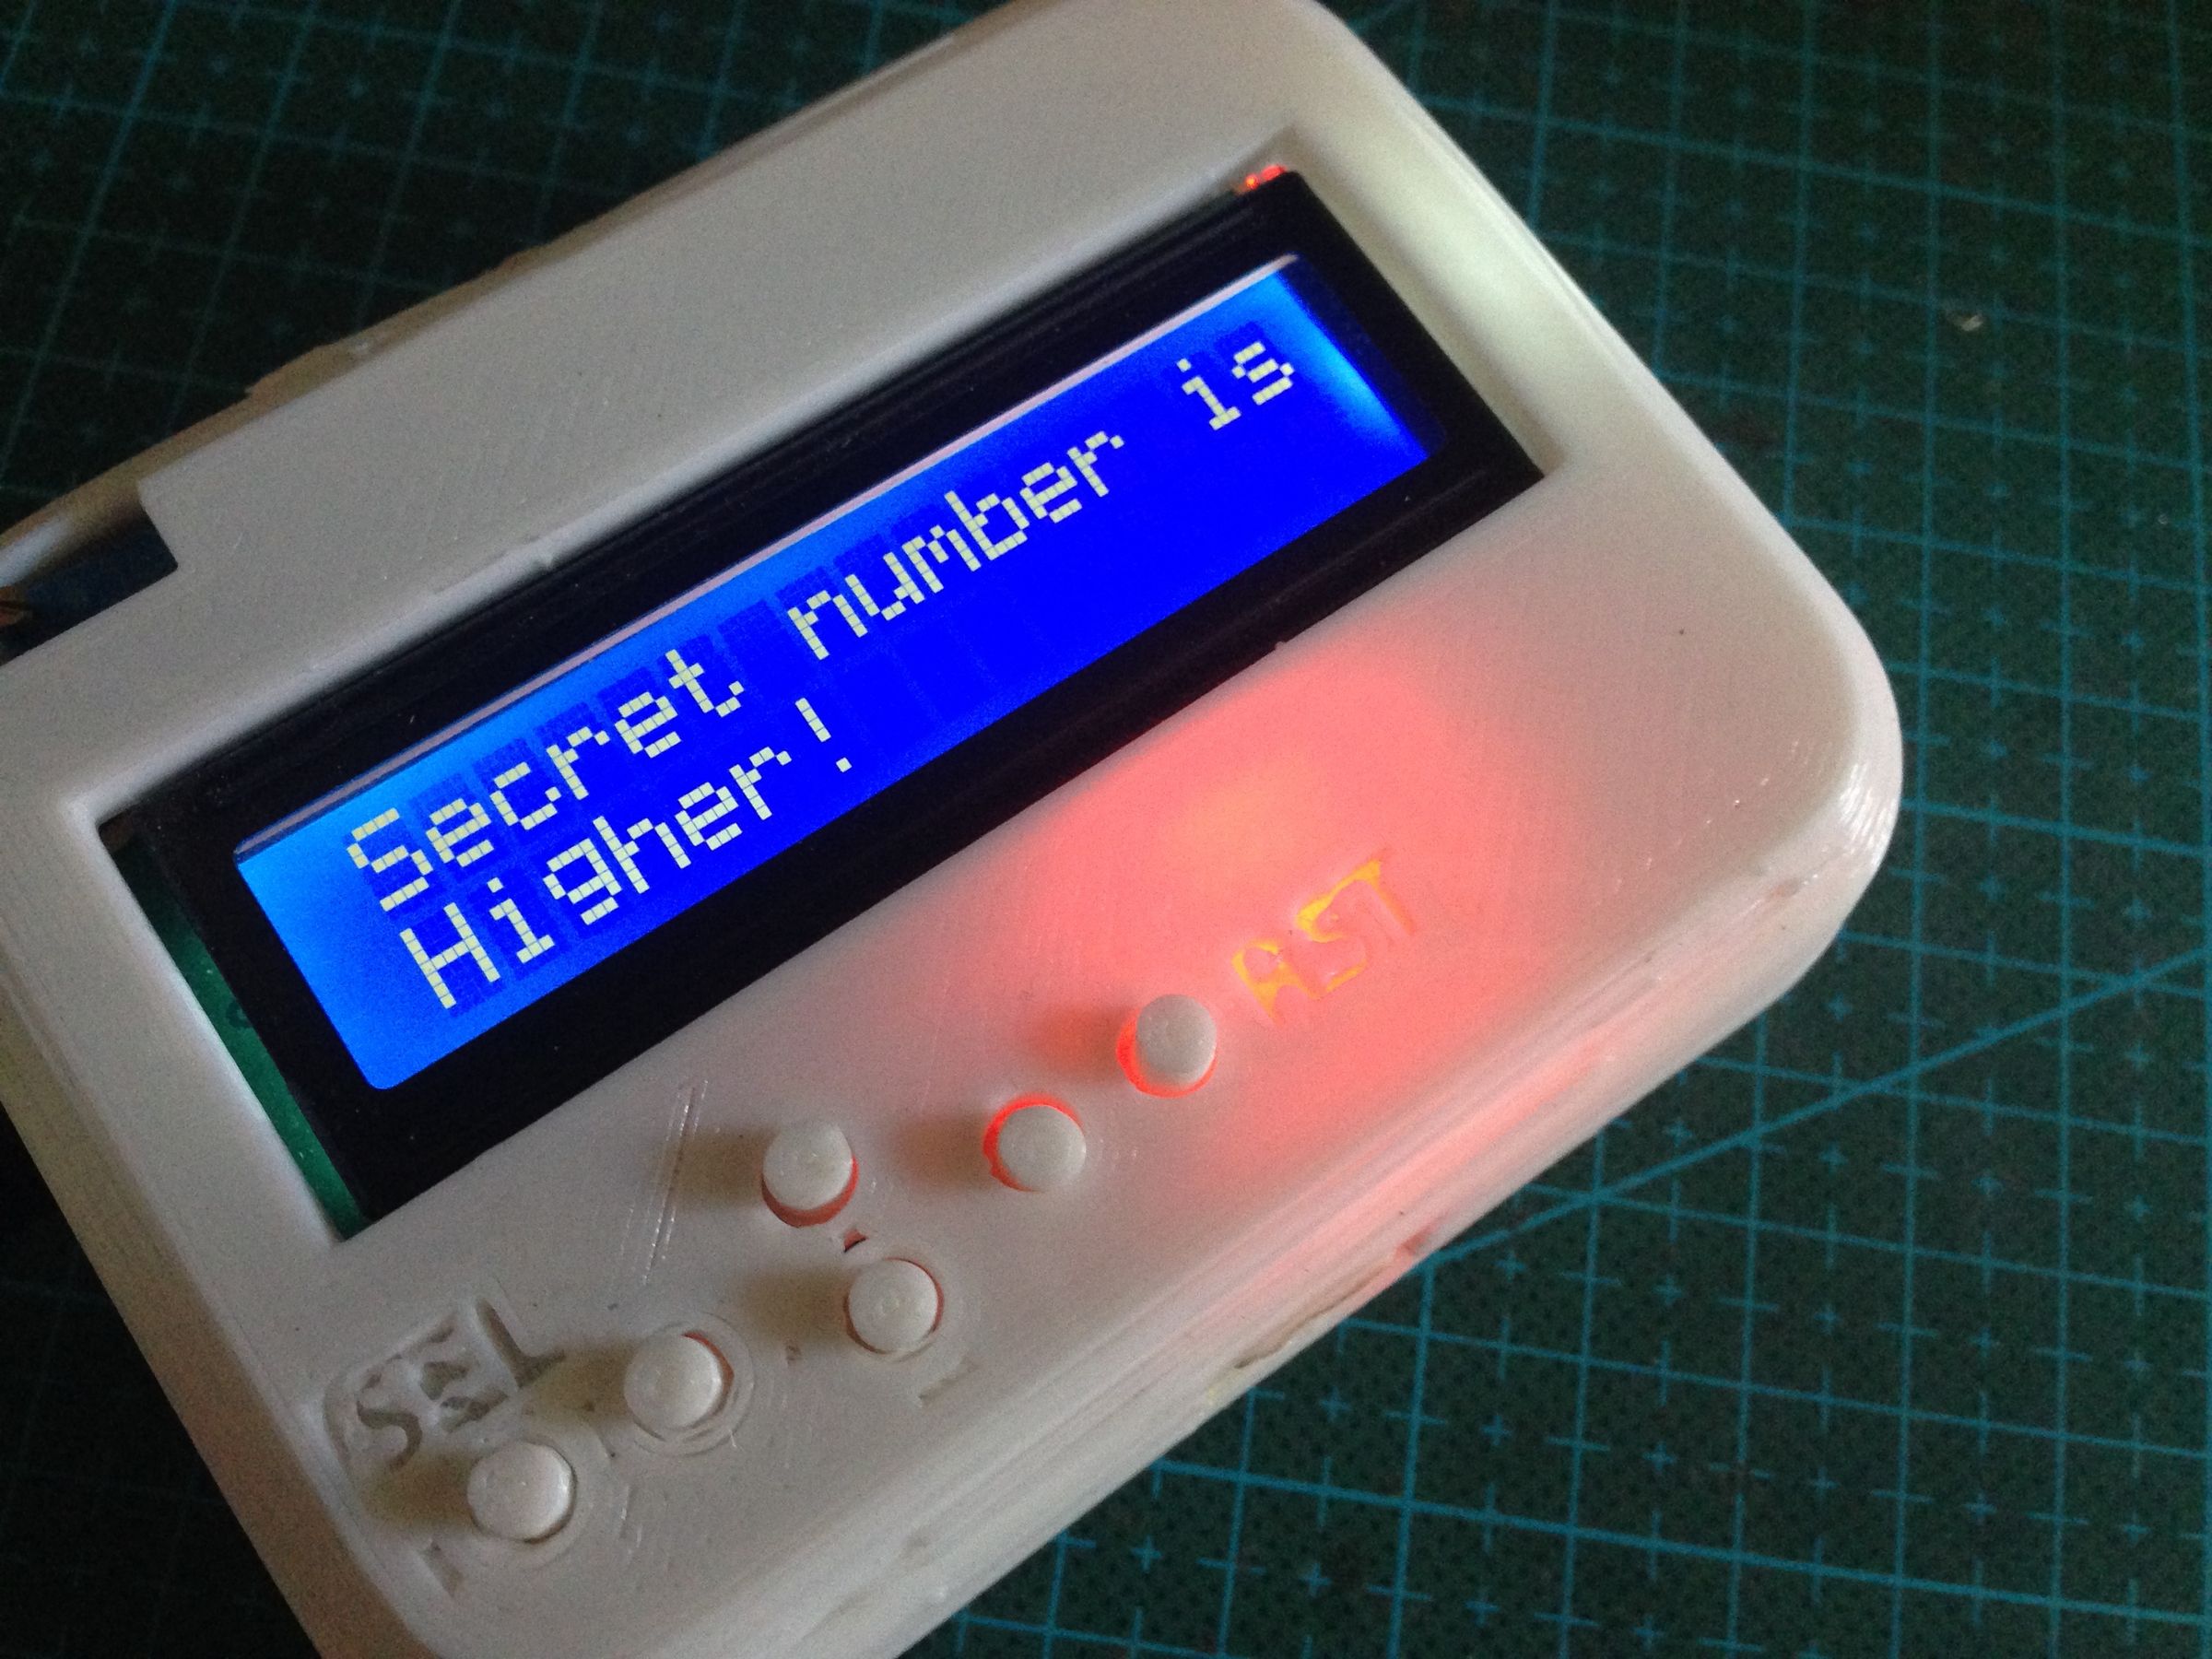 Secret number is
Higher!
RST
SEL